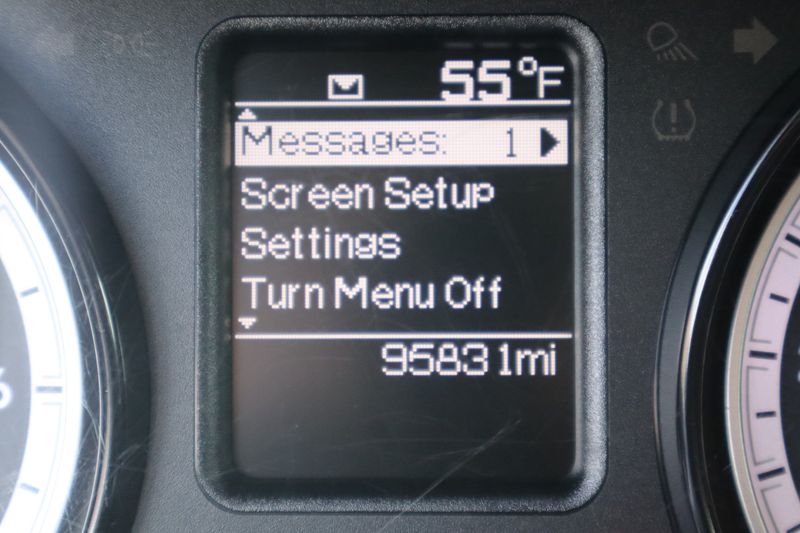 55°F
Messages: 1
Screen Setup
Settings
Turn Menu Off
95831mi